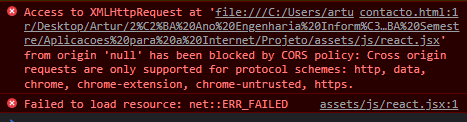 Access to XMLHttpRequest at 'file:///C:/Users/artu contacto.html:1
r/Desktop/Artur/2%C2%BA%20Ano%20Engenharia%20Inform%C3…BA%20Semest
re/Aplicacoes%20para%20a%20Internet/Projeto/assets/js/react.jsx'
from origin 'null' has been blocked by CORS policy: Cross origin
requests are only supported for protocol schemes: http, data,
chrome, chrome-extension, chrome-untrusted, https.
Failed to load resource: net::ERR_FAILED assets/js/react.jsx:1